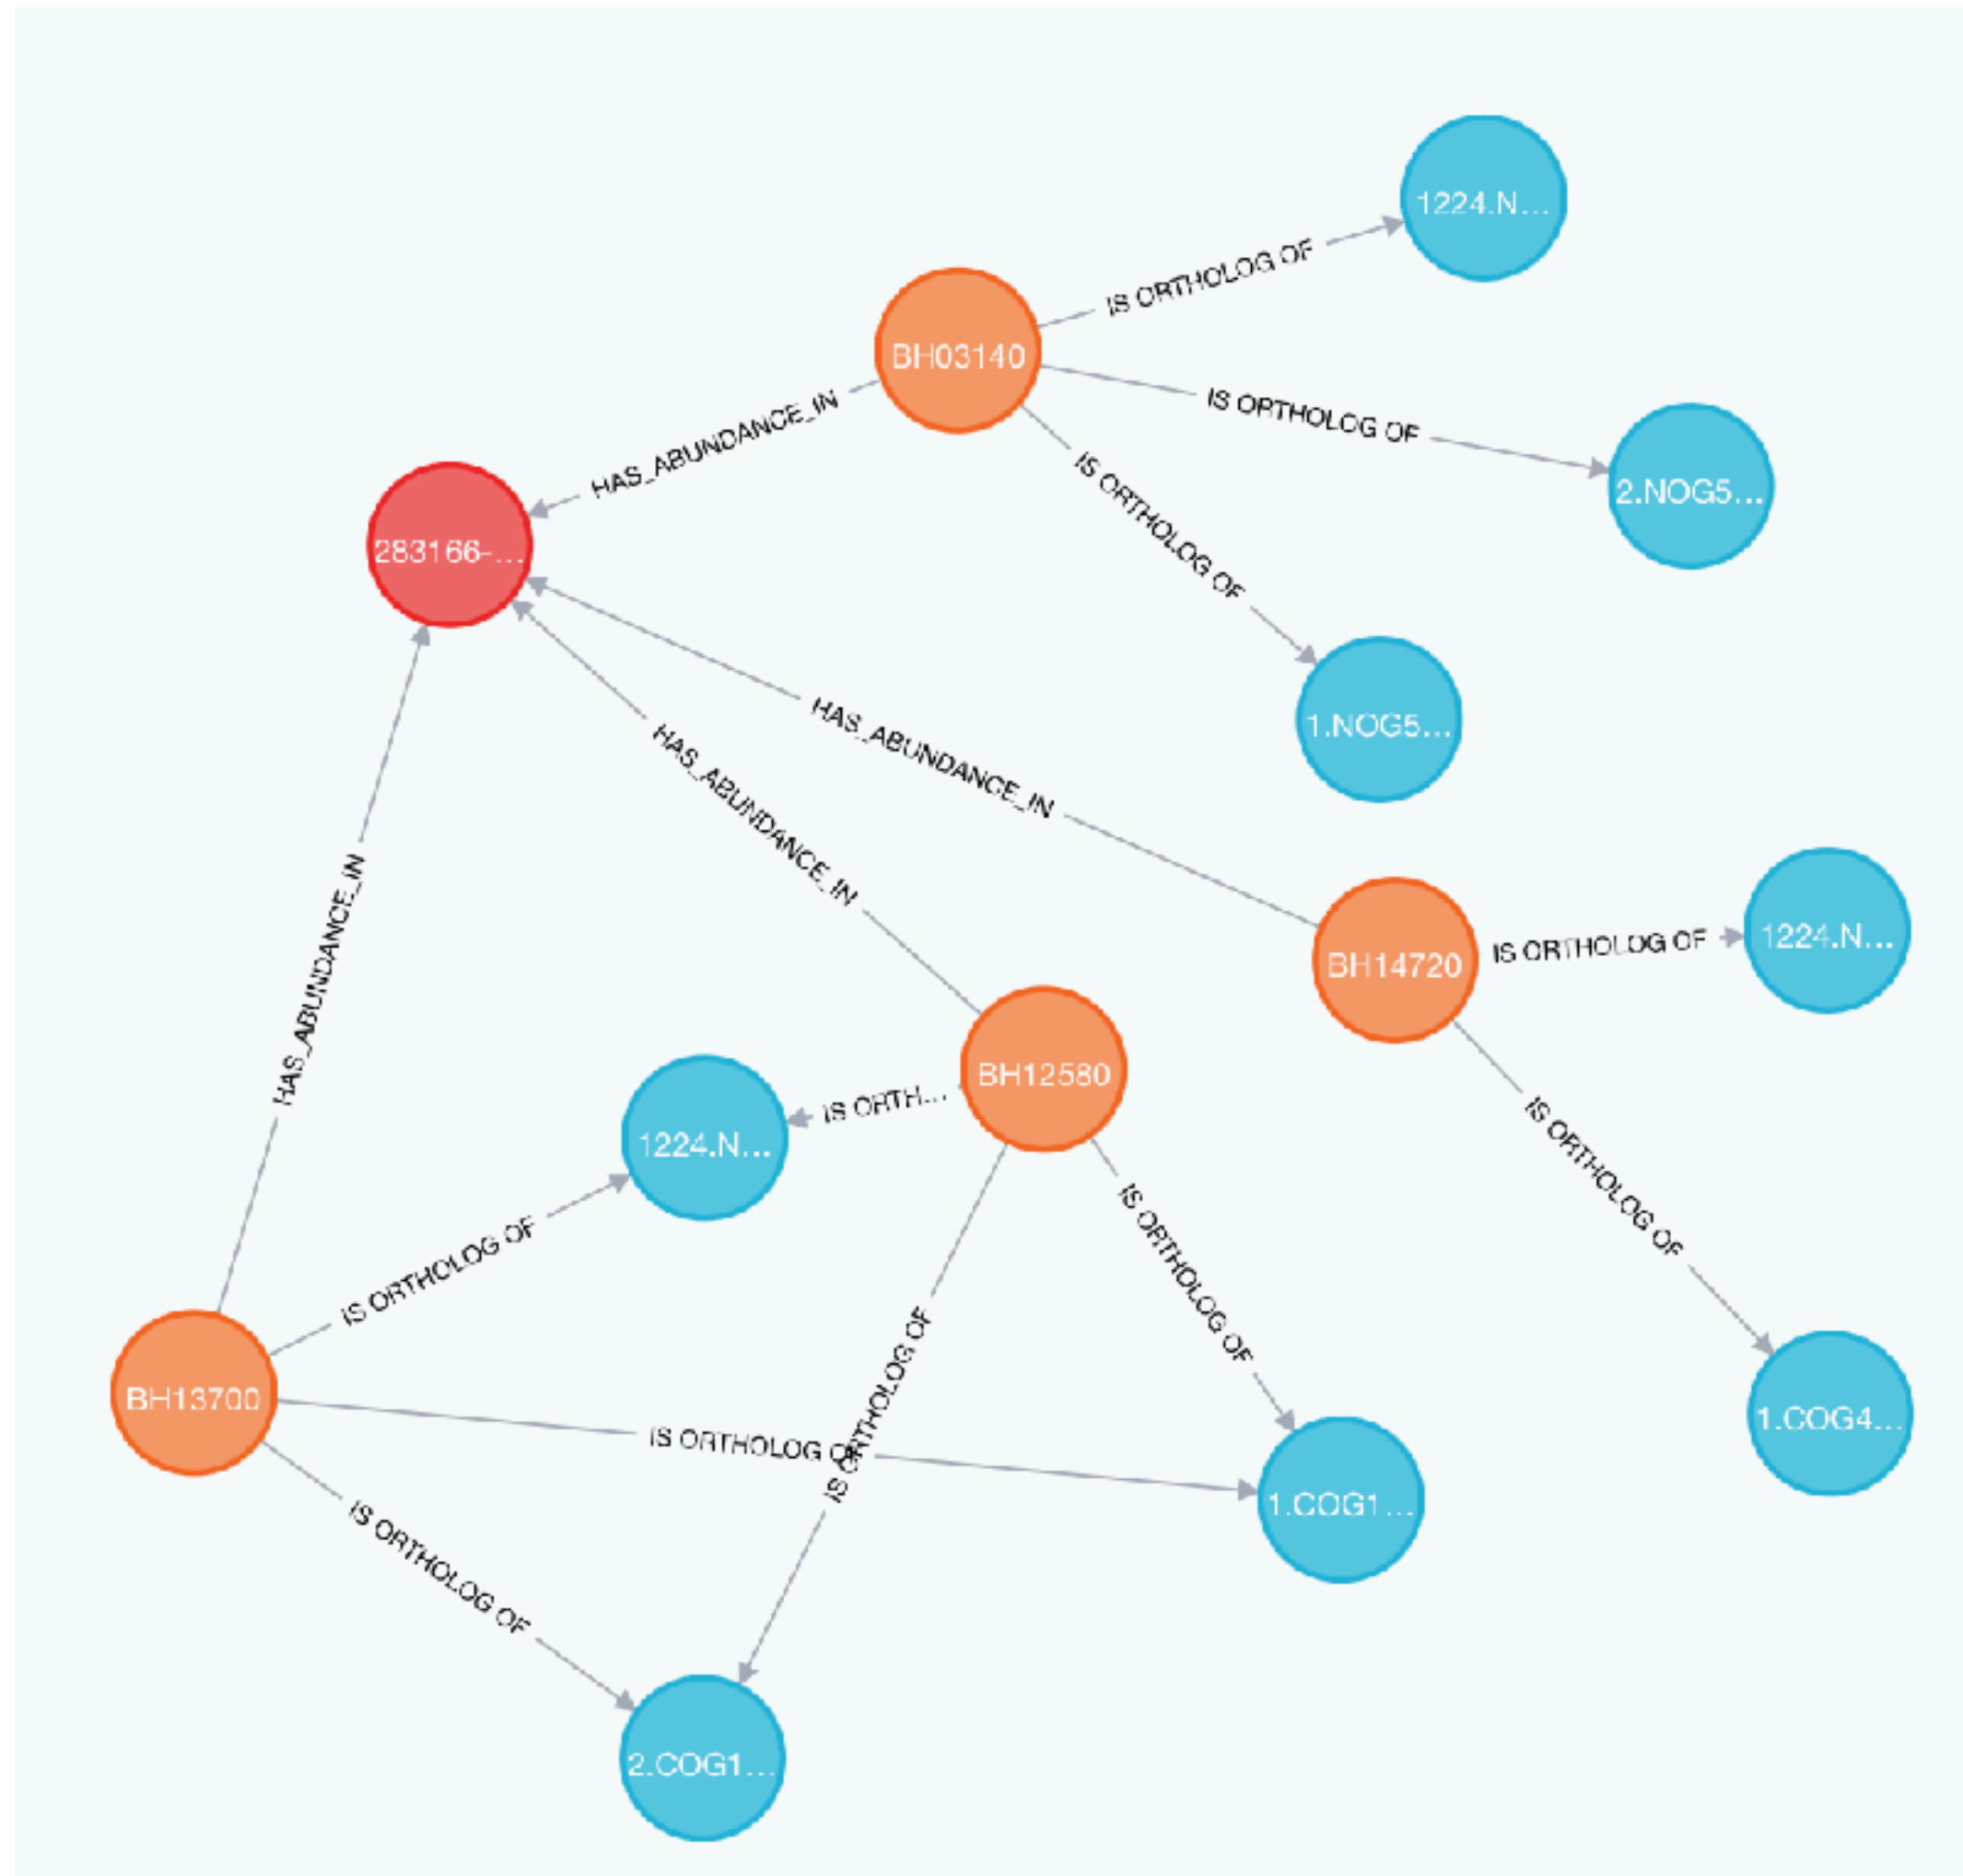 1224.N...
IS ORTHOLOG OF
BH03140
IS ORTHOLOG OF
HAS_ABUNDANCE_IN
2.NOG5...
IS ORTHOLOG OF
283166-...
1.NOG5...
HAS_ABUNDANCE_IN
HAS_ABUNDANCE_IN
HAS_ABUNDANCE_IN
1224.N...
IS ORTHOLOG OF
BH14720
BH12580
IS ORTH...
1224.N...
IS ORTHOLOG OF
IS ORTHOLOG OF
IS ORTHOLOG OF
IS ORTHOLOG OF
BH13700
IS ORTHOLOG OF
1.COG4...
1.COG1...
IS ORTHOLOG OF
2.COG1...